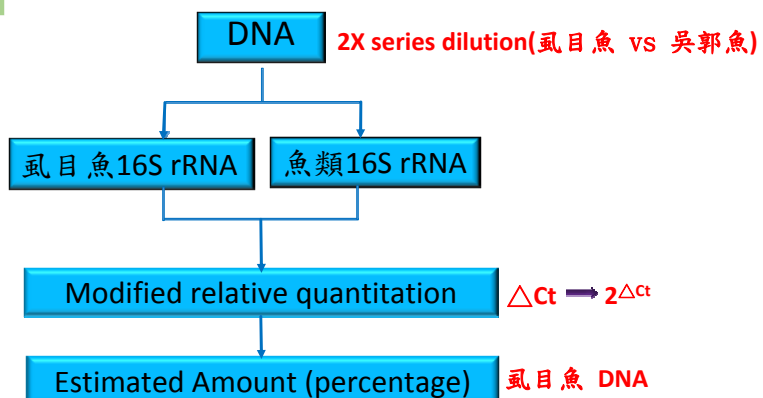 DNA 2X series dilution(虱目魚 vs 吳郭魚)
虱目魚16S rRNA 魚類16S rRNA
Modified relative quantitation △Ct ➡ 2^△Ct
Estimated Amount (percentage) 虱目魚 DNA